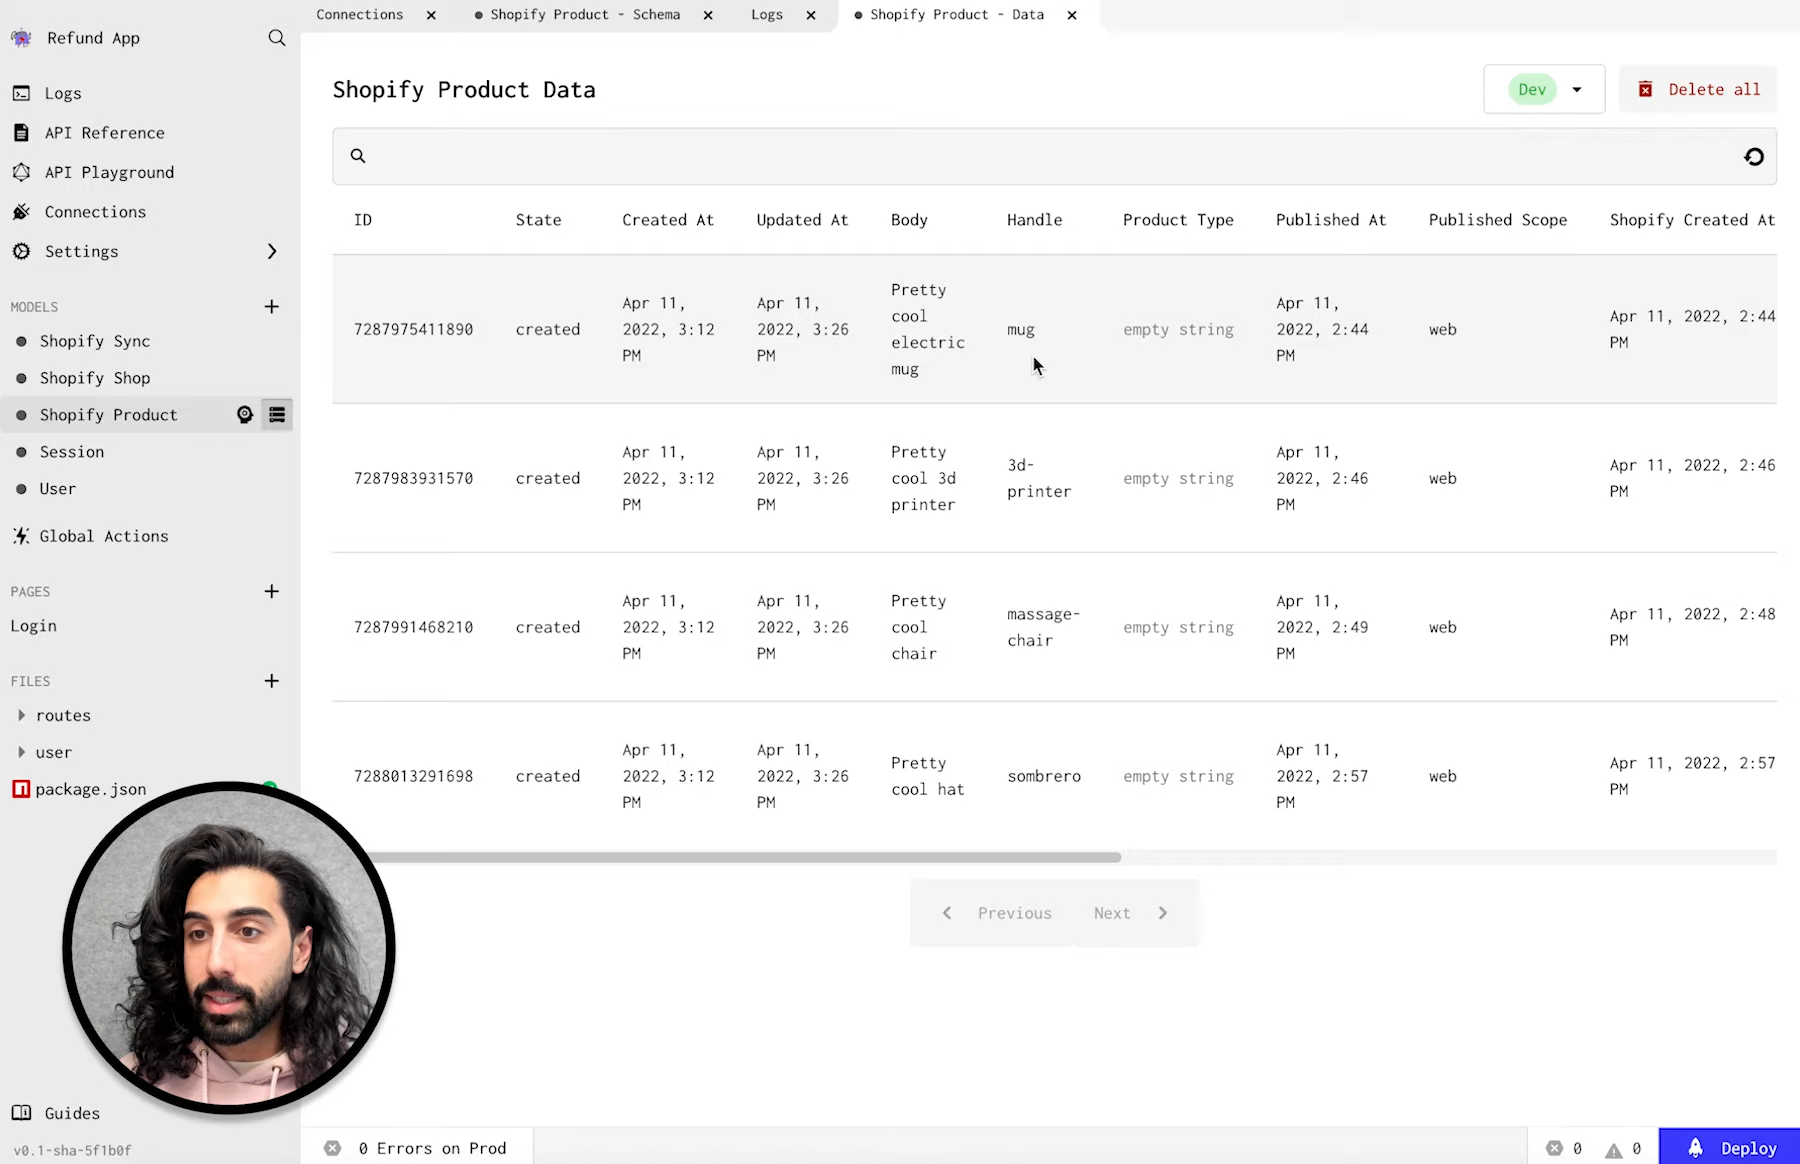 Connections
Shopify Product - Schema
Logs
Shopify Product - Data
Refund App
Logs
API Reference
API Playground
Connections
Settings
MODELS
Shopify Sync
Shopify Shop
Shopify Product
Session
User
Global Actions
PAGES
Login
FILES
routes
user
package.json
Guides
v0.1-sha-5f1b0f
Shopify Product Data
Dev
Delete all
ID State Created At Updated At Body Handle Product Type Published At Published Scope Shopify Created At
7287975411890 created Apr 11, 2022, 3:12 PM Apr 11, 2022, 3:26 PM Pretty cool electric mug mug empty string Apr 11, 2022, 2:44 PM web Apr 11, 2022, 2:44 PM
7287983931570 created Apr 11, 2022, 3:12 PM Apr 11, 2022, 3:26 PM Pretty cool 3d printer 3d-printer empty string Apr 11, 2022, 2:46 PM web Apr 11, 2022, 2:46 PM
7287991468210 created Apr 11, 2022, 3:12 PM Apr 11, 2022, 3:26 PM Pretty cool chair massage-chair empty string Apr 11, 2022, 2:49 PM web Apr 11, 2022, 2:48 PM
7288013291698 created Apr 11, 2022, 3:12 PM Apr 11, 2022, 3:26 PM Pretty cool hat sombrero empty string Apr 11, 2022, 2:57 PM web Apr 11, 2022, 2:57 PM
Previous Next
0 Errors on Prod
0 0
Deploy